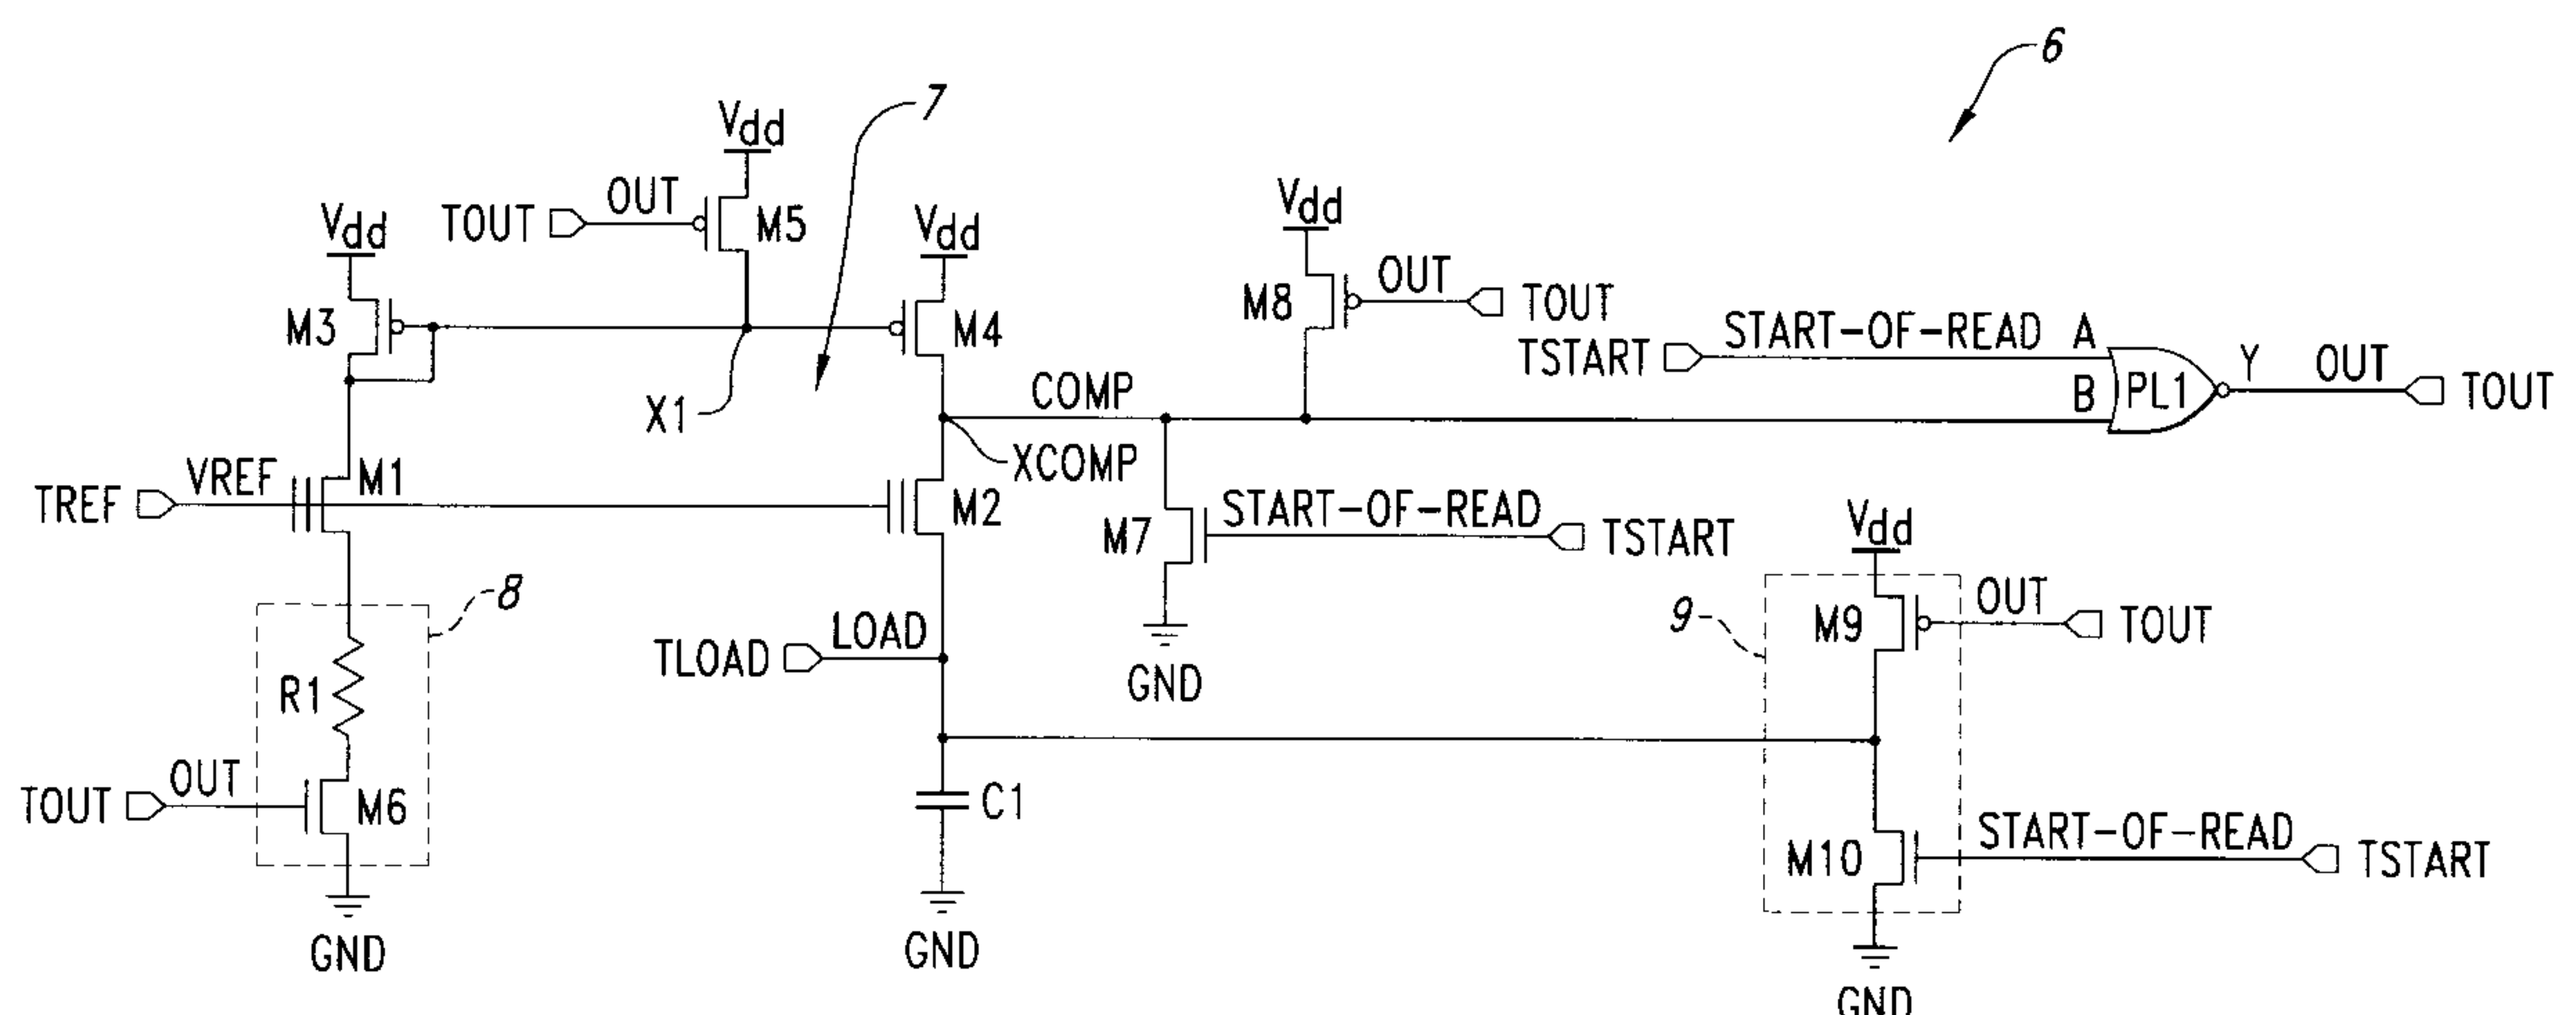 6
7
Vdd
OUT
TOUT
M5
Vdd
Vdd
Vdd
M3
M4
M8
OUT
TOUT
START-OF-READ
TSTART
A
B
PL1
Y
OUT
TOUT
X1
COMP
XCOMP
TREF
VREF
M1
M2
M7
START-OF-READ
TSTART
GND
Vdd
8
R1
TOUT
OUT
M6
GND
TLOAD
LOAD
C1
GND
9
M9
OUT
TOUT
M10
START-OF-READ
TSTART
GND